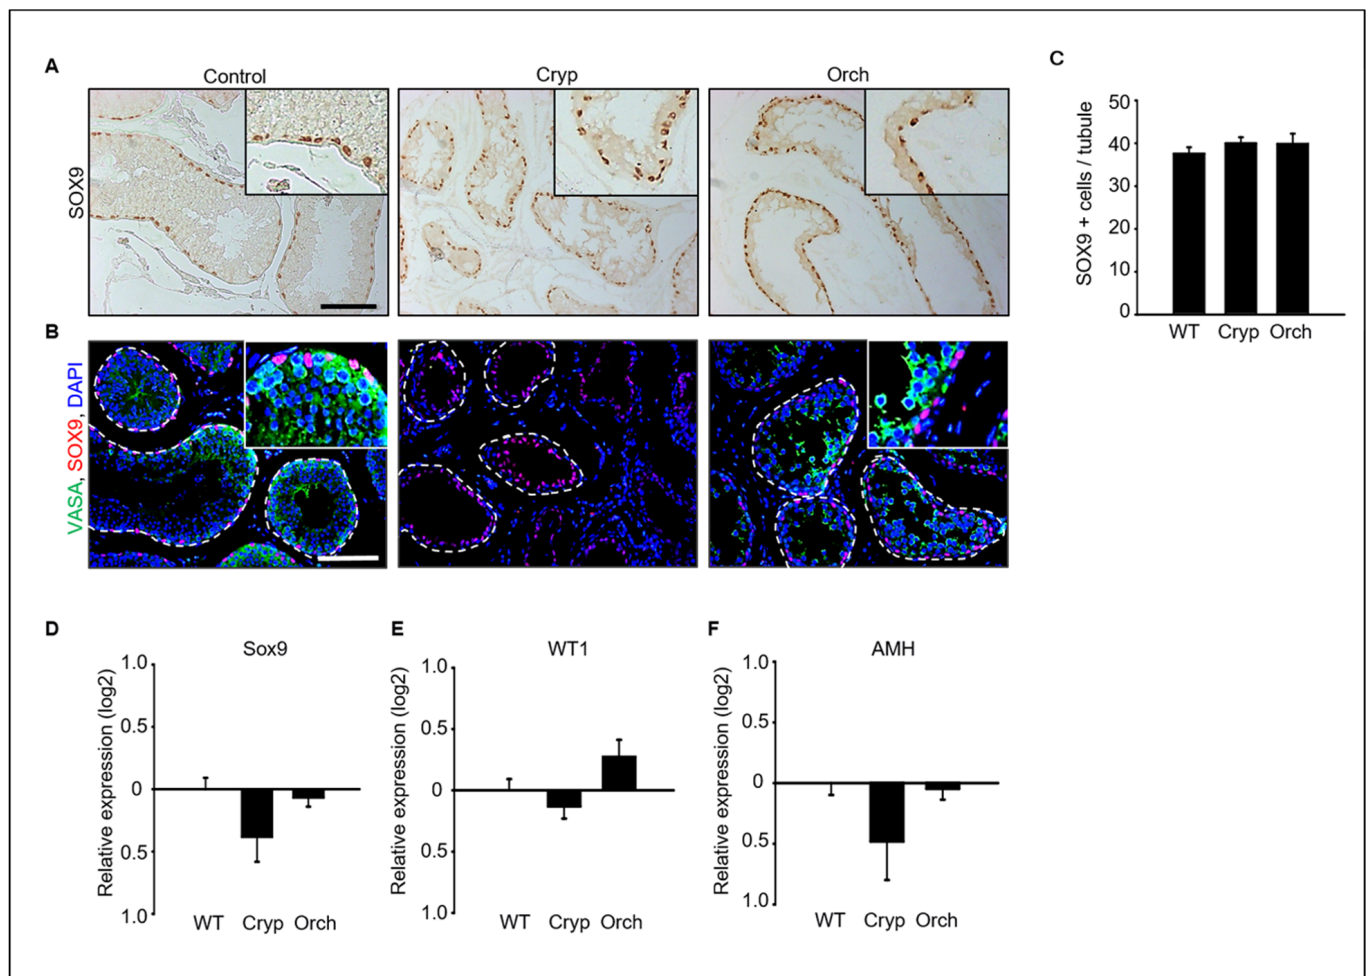 A
Control
Cryp
Orch
SOX9
B
VASA, SOX9, DAPI
C
SOX9 + cells / tubule
50
40
30
20
10
0
WT Cryp Orch
D
Sox9
Relative expression (log2)
1.0
0.5
0
0.5
1.0
WT Cryp Orch
E
WT1
Relative expression (log2)
1.0
0.5
0
0.5
1.0
WT Cryp Orch
F
AMH
Relative expression (log2)
1.0
0.5
0
0.5
1.0
WT Cryp Orch